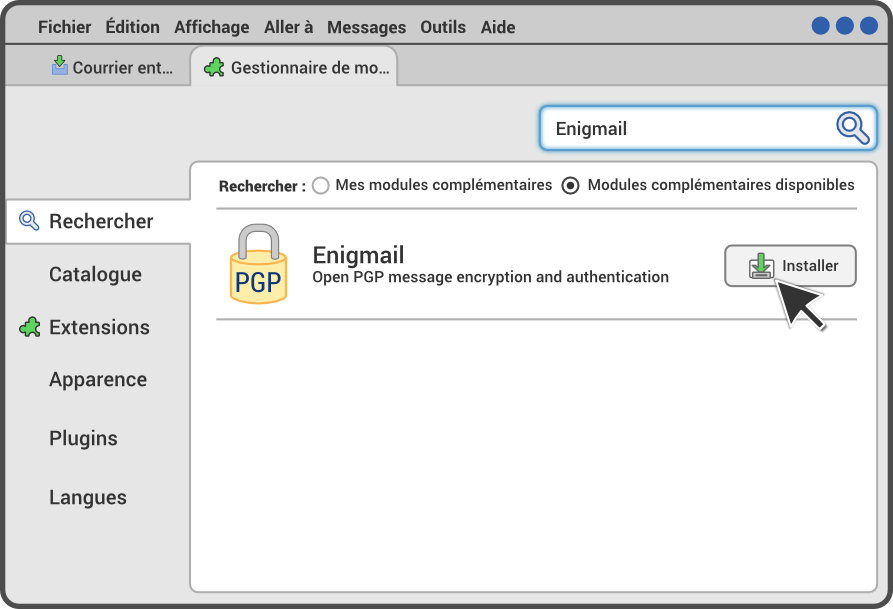 Fichier Édition Affichage Aller à Messages Outils Aide
Courrier ent... Gestionnaire de mo...
Enigmail
Rechercher : Mes modules complémentaires Modules complémentaires disponibles
Rechercher
Catalogue
Extensions
Apparence
Plugins
Langues
PGP
Enigmail
Open PGP message encryption and authentication
Installer